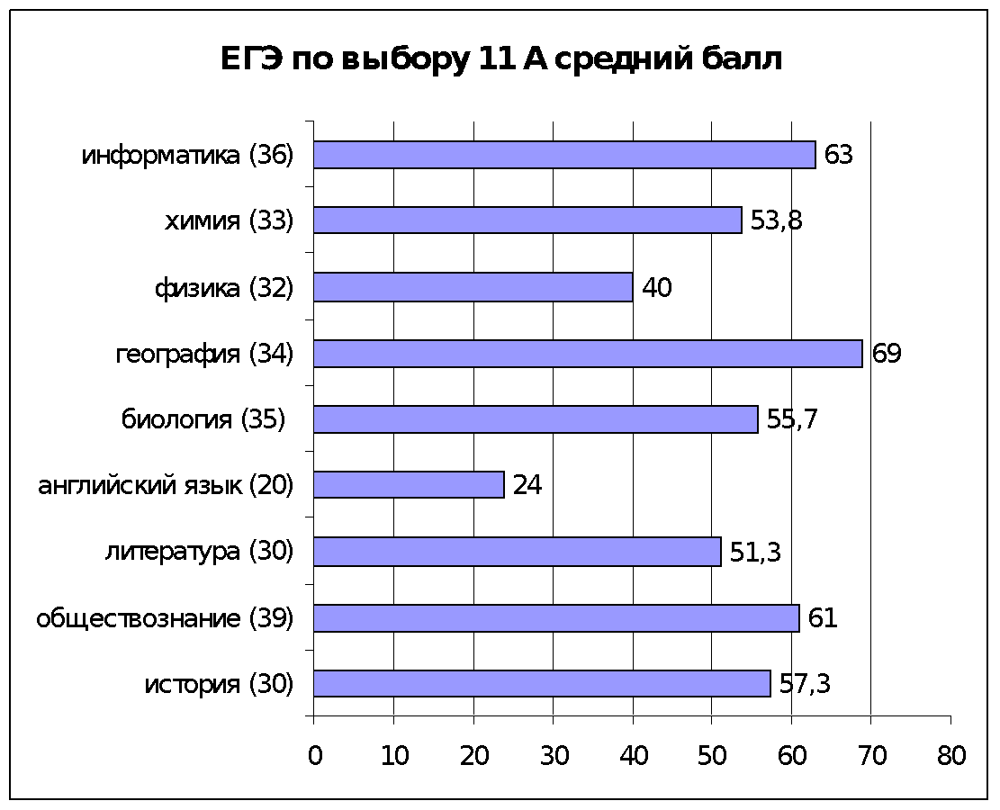 ЕГЭ по выбору 11 А средний балл
информатика (36) 63
химия (33) 53,8
физика (32) 40
география (34) 69
биология (35) 55,7
английский язык (20) 24
литература (30) 51,3
обществознание (39) 61
история (30) 57,3
0 10 20 30 40 50 60 70 80